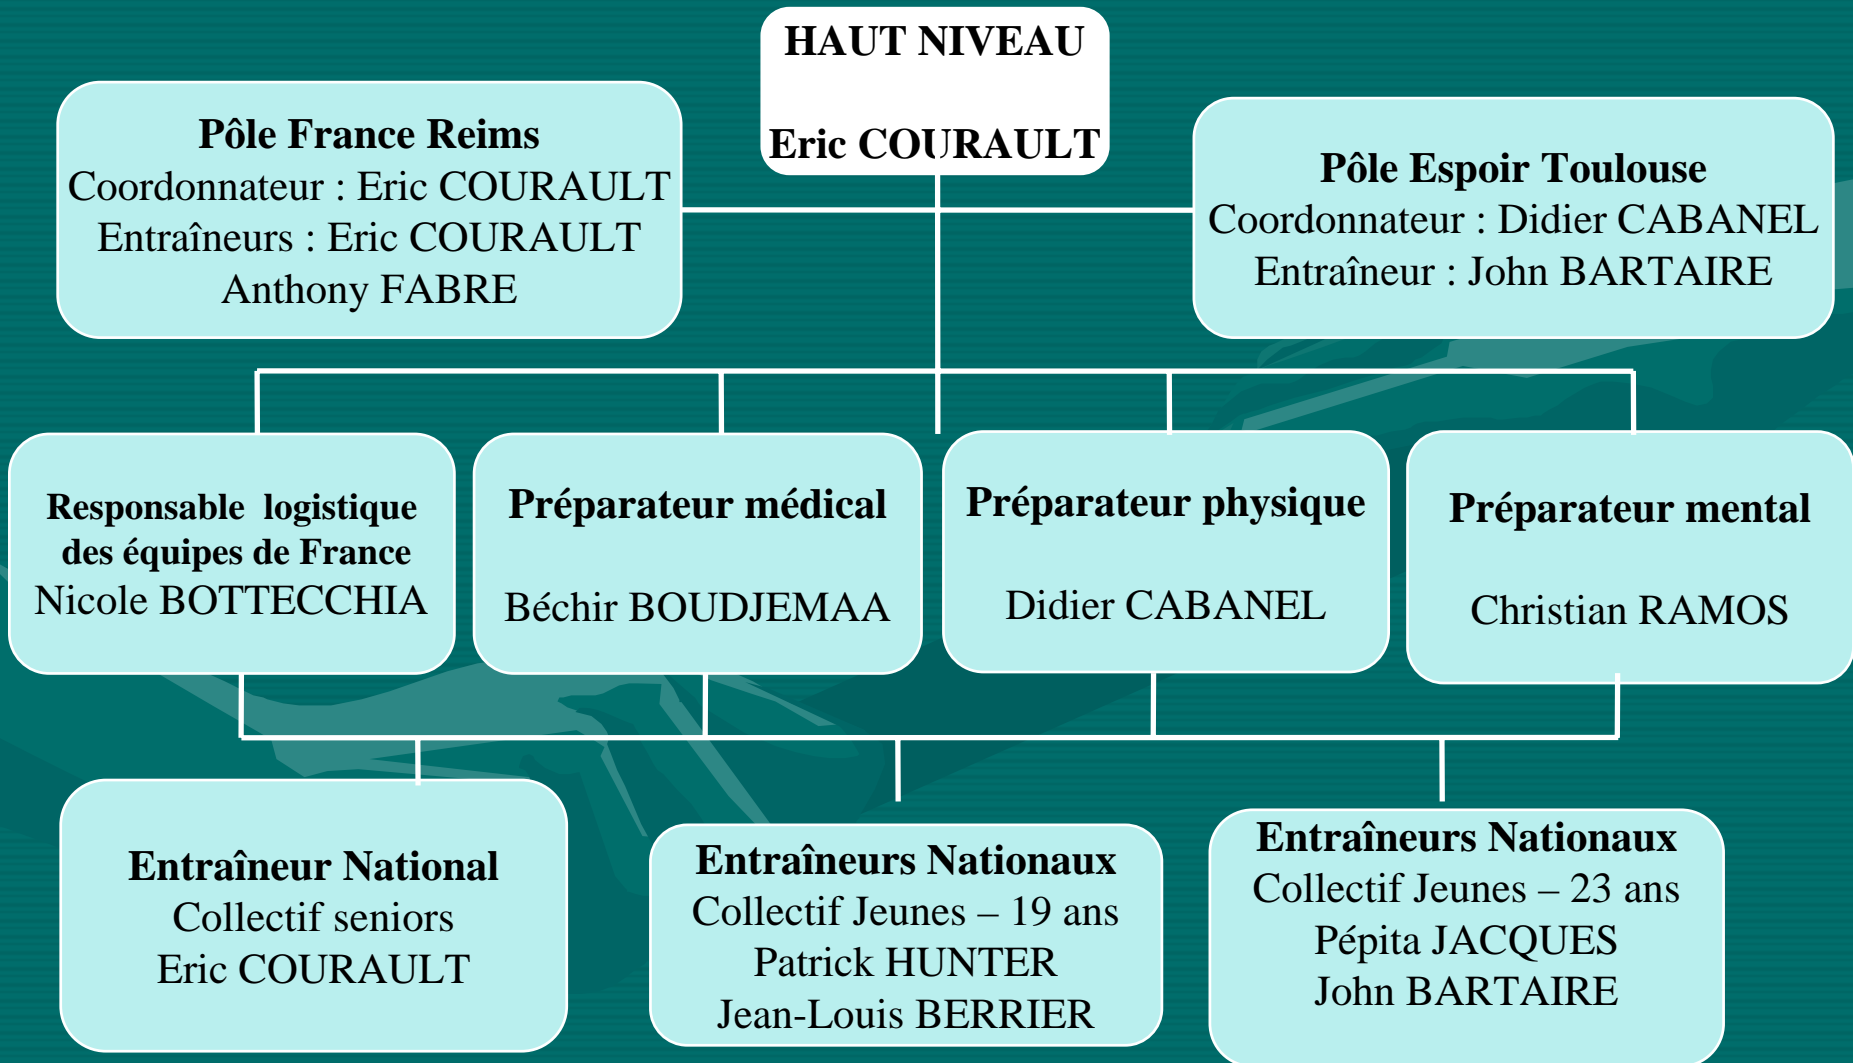 HAUT NIVEAU
Eric COURAULT
Pôle France Reims
Coordonnateur : Eric COURAULT
Entraîneurs : Eric COURAULT
Anthony FABRE
Pôle Espoir Toulouse
Coordonnateur : Didier CABANEL
Entraîneur : John BARTAIRE
Responsable logistique
des équipes de France
Nicole BOTTECCHIA
Préparateur médical
Béchir BOUDJEMAA
Préparateur physique
Didier CABANEL
Préparateur mental
Christian RAMOS
Entraîneur National
Collectif seniors
Eric COURAULT
Entraîneurs Nationaux
Collectif Jeunes – 19 ans
Patrick HUNTER
Jean-Louis BERRIER
Entraîneurs Nationaux
Collectif Jeunes – 23 ans
Pépita JACQUES
John BARTAIRE